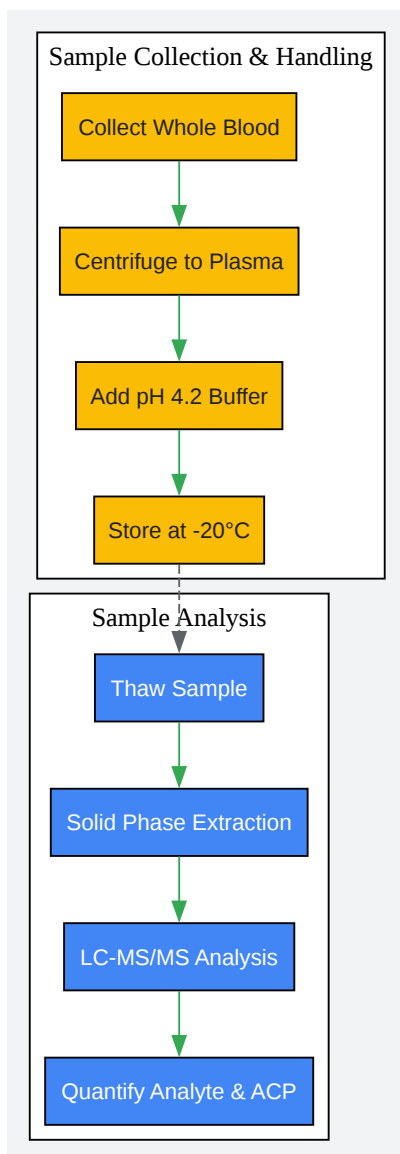 Sample Collection & Handling
Collect Whole Blood
Centrifuge to Plasma
Add pH 4.2 Buffer
Store at -20°C
Sample Analysis
Thaw Sample
Solid Phase Extraction
LC-MS/MS Analysis
Quantify Analyte & ACP